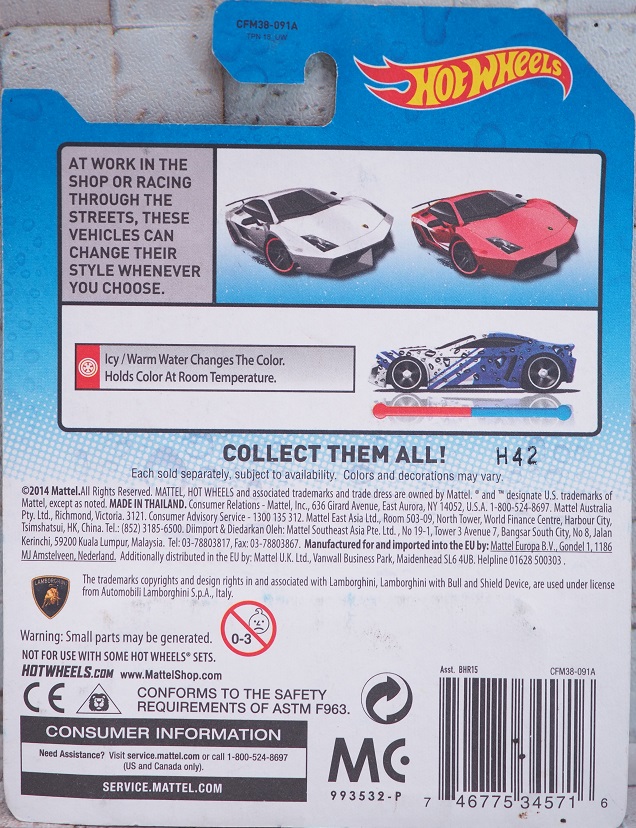 CFM38-091A
HOT WHEELS
AT WORK IN THE
SHOP OR RACING
THROUGH THE
STREETS, THESE
VEHICLES CAN
CHANGE THEIR
STYLE WHENEVER
YOU CHOOSE.
Icy / Warm Water Changes The Color.
Holds Color At Room Temperature.
COLLECT THEM ALL!
H42
Each sold separately, subject to availability. Colors and decorations may vary.
©2014 Mattel. All Rights Reserved. MATTEL, HOT WHEELS and associated trademarks and trade dress are owned by Mattel. ® and ™ designate U.S. trademarks of
Mattel, except as noted. MADE IN THAILAND. Consumer Relations - Mattel, Inc., 636 Girard Avenue, East Aurora, NY 14052, U.S.A. 1-800-524-8697. Mattel Australia
Pty. Ltd., Richmond, Victoria. 3121. Consumer Advisory Service - 1300 135 312. Mattel East Asia Ltd., Room 503-09, North Tower, World Finance Centre, Harbour City,
Tsimshatsui, HK, China. Tel.: (852) 3185-6500. Diimport & Diedarkan Oleh: Mattel Southeast Asia Pte. Ltd. , No 19-1, Tower 3 Avenue 7, Bangsar South City, No 8, Jalan
Kerinchi, 59200 Kuala Lumpur, Malaysia. Tel: 03-78803817, Fax: 03-78803867. Manufactured for and imported into the EU by: Mattel Europa B.V., Gondel 1, 1186
MJ Amstelveen, Nederland. Additionally distributed in the EU by: Mattel U.K. Ltd., Vanwall Business Park, Maidenhead SL6 4UB. Helpline 01628 500303 .
LAMBORGHINI
The trademarks copyrights and design rights in and associated with Lamborghini, Lamborghini with Bull and Shield Device, are used under license
from Automobili Lamborghini S.p.A., Italy.
Warning: Small parts may be generated.
0-3
NOT FOR USE WITH SOME HOT WHEELS® SETS.
HOTWHEELS.COM www.MattelShop.com
CE
CONFORMS TO THE SAFETY
REQUIREMENTS OF ASTM F963.
CONSUMER INFORMATION
Need Assistance? Visit service.mattel.com or call 1-800-524-8697
(US and Canada only).
SERVICE.MATTEL.COM
MC
993532-P
Asst. BHR15
CFM38-091A
7 46775 34571 6